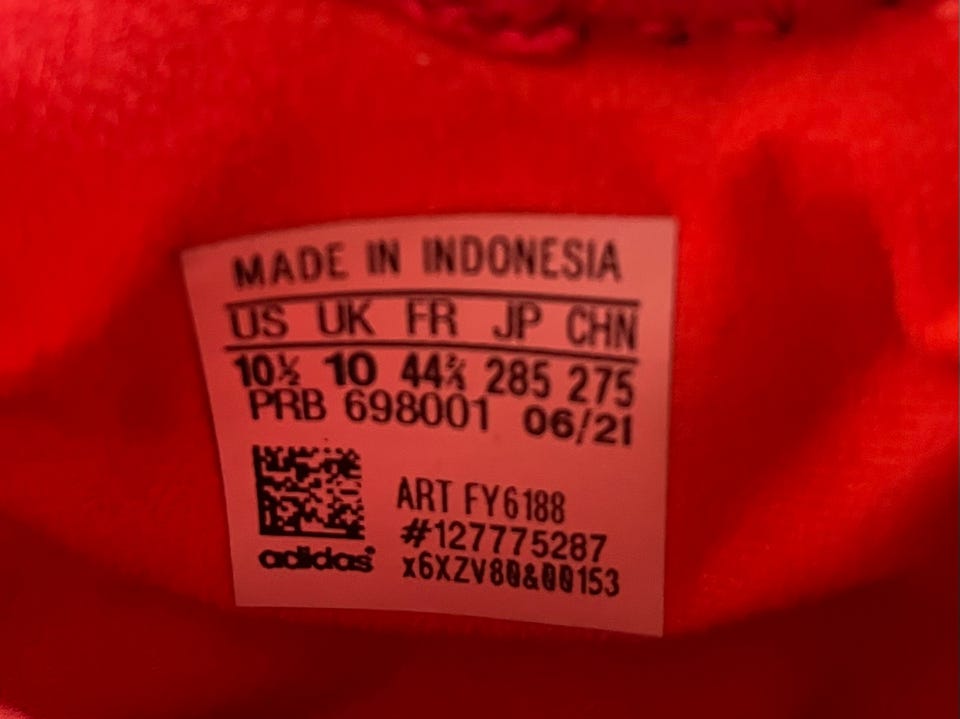 MADE IN INDONESIA
US UK FR JP CHN
10½ 10 44⅔ 285 275
PRB 698001 06/21
ART FY6188
#127775287
adidas
x6XZV80&00153